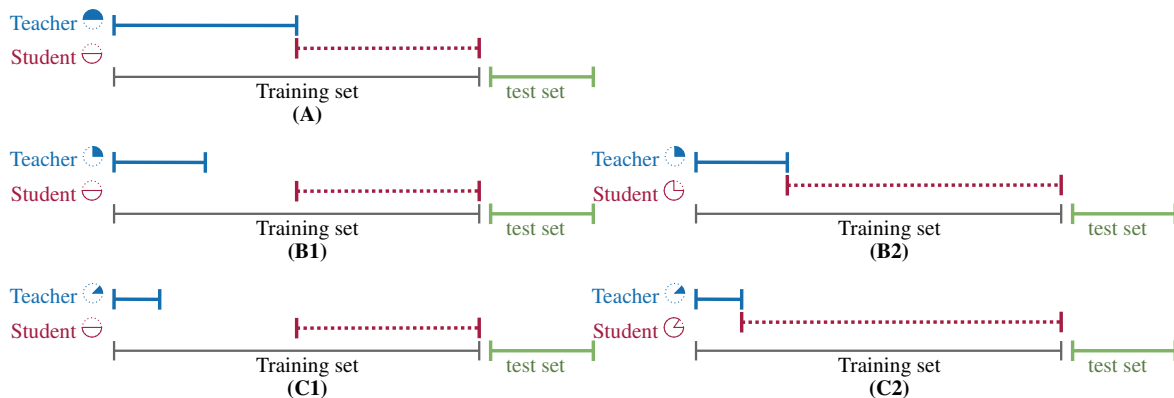 Teacher
Student
Training set
test set
(A)
Teacher
Student
Training set
test set
(B1)
Teacher
Student
Training set
test set
(B2)
Teacher
Student
Training set
test set
(C1)
Teacher
Student
Training set
test set
(C2)